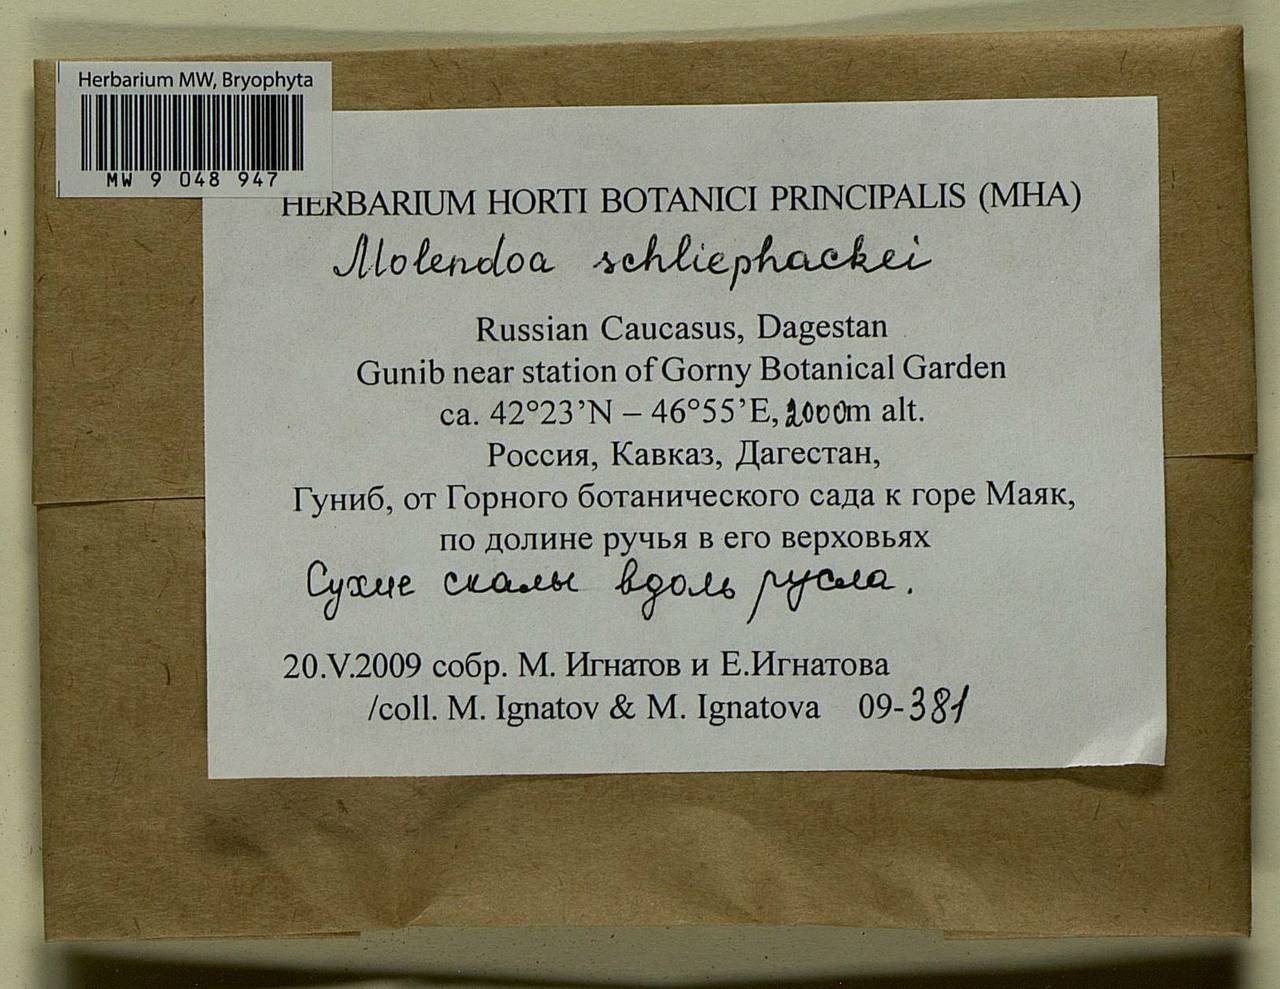 Herbarium MW, Bryophyta
MW 9 048 947
HERBARIUM HORTI BOTANICI PRINCIPALIS (MHA)
Molendoa schliephackei
Russian Caucasus, Dagestan
Gunib near station of Gorny Botanical Garden
ca. 42°23’N – 46°55’E, 2000m alt.
Россия, Кавказ, Дагестан,
Гуниб, от Горного ботанического сада к горе Маяк,
по долине ручья в его верховьях
Сухие скалы вдоль русла.
20.V.2009 собр. М. Игнатов и Е.Игнатова
/coll. M. Ignatov & M. Ignatova 09-381